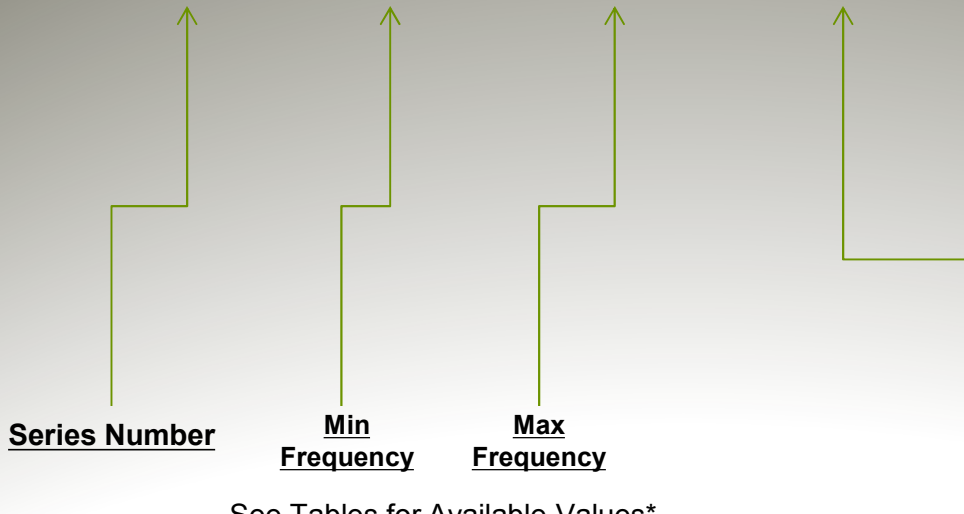 Series Number
Min
Frequency
Max
Frequency
See Tables for Available Values*